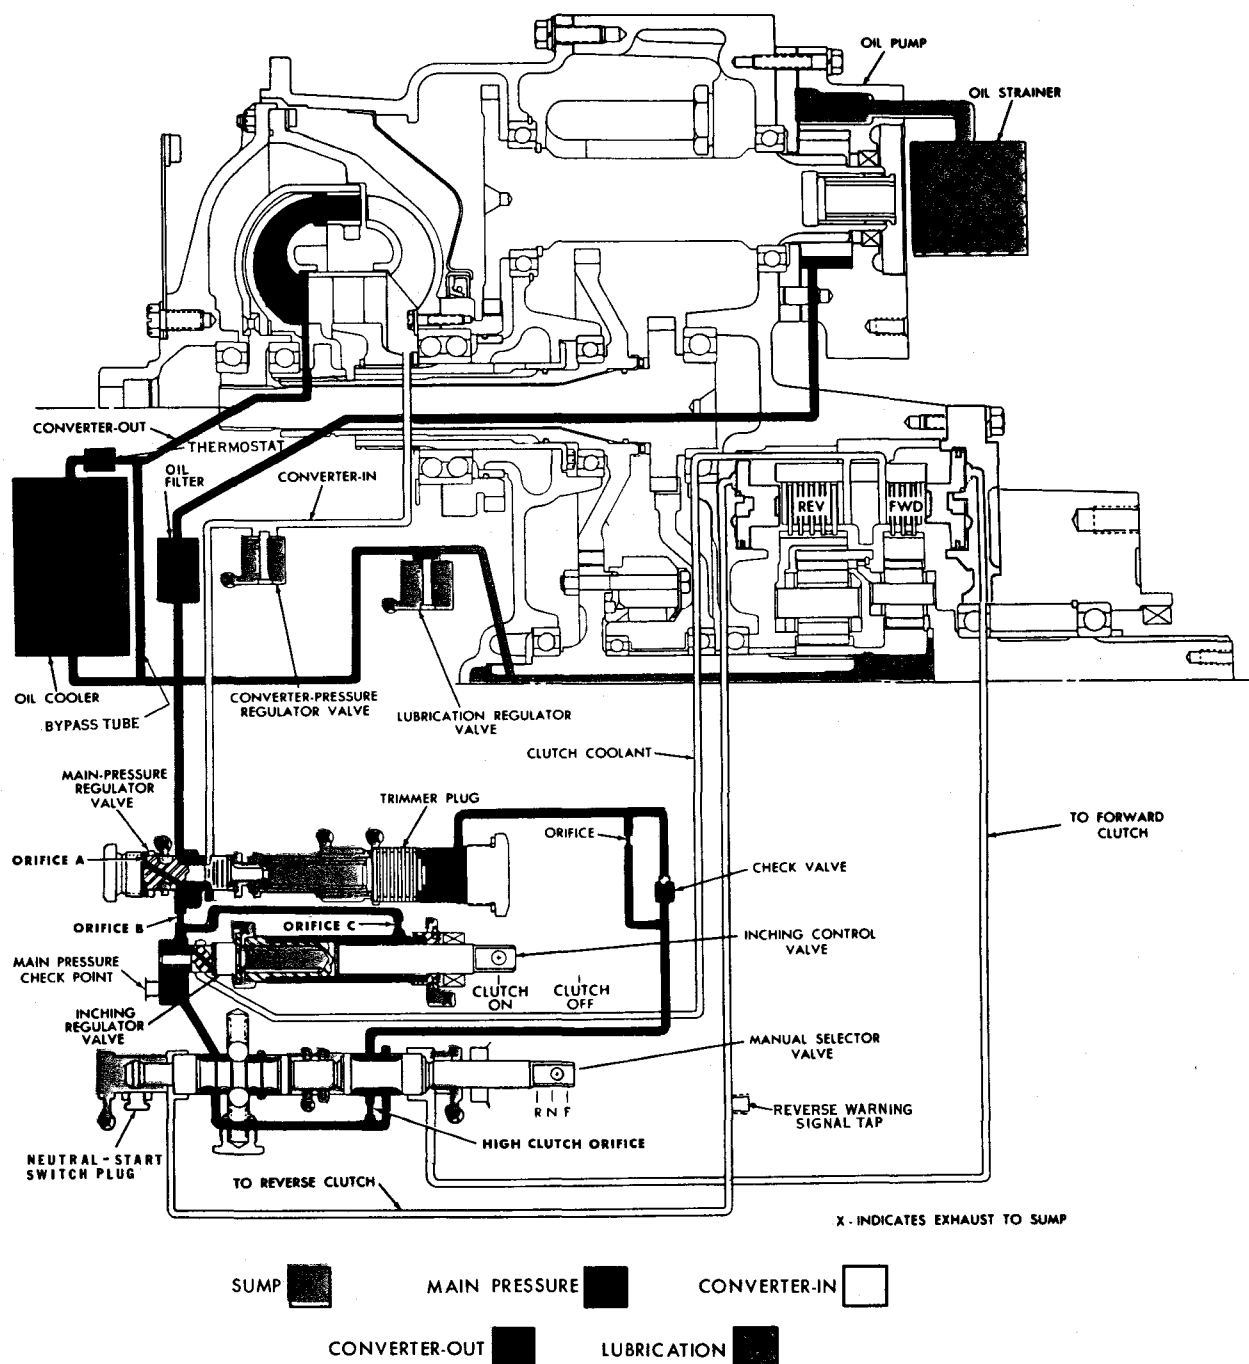 OIL PUMP
OIL STRAINER
CONVERTER-OUT
THERMOSTAT
OIL
FILTER
CONVERTER-IN
REV
FWD
OIL COOLER
BYPASS TUBE
CONVERTER-PRESSURE
REGULATOR VALVE
LUBRICATION REGULATOR
VALVE
CLUTCH COOLANT
MAIN-PRESSURE
REGULATOR
VALVE
TRIMMER PLUG
ORIFICE
TO FORWARD
CLUTCH
ORIFICE A
CHECK VALVE
ORIFICE B
ORIFICE C
INCHING CONTROL
VALVE
MAIN PRESSURE
CHECK POINT
CLUTCH
ON
CLUTCH
OFF
INCHING
REGULATOR
VALVE
MANUAL SELECTOR
VALVE
R N F
REVERSE WARNING
SIGNAL TAP
HIGH CLUTCH ORIFICE
NEUTRAL-START
SWITCH PLUG
TO REVERSE CLUTCH
X - INDICATES EXHAUST TO SUMP
SUMP
MAIN PRESSURE
CONVERTER-IN
CONVERTER-OUT
LUBRICATION